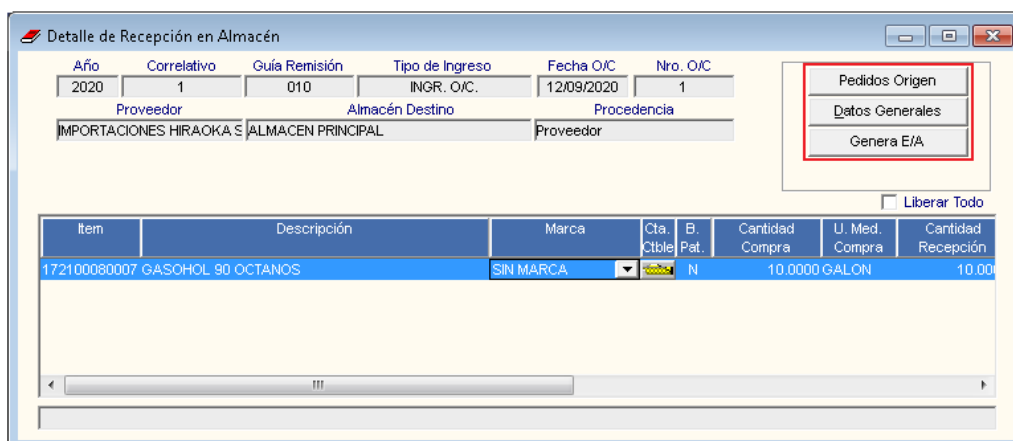 Detalle de Recepción en Almacén
Año Correlativo Guía Remisión Tipo de Ingreso Fecha O/C Nro. O/C
2020 1 010 INGR. O/C. 12/09/2020 1
Proveedor Almacén Destino Procedencia
IMPORTACIONES HIRAOKA S ALMACEN PRINCIPAL Proveedor
Pedidos Origen
Datos Generales
Genera E/A
Liberar Todo
Item Descripción Marca Cta. Ctble B. Pat. Cantidad Compra U. Med. Compra Cantidad Recepción
172100080007 GASOHOL 90 OCTANOS SIN MARCA N 10.0000 GALON 10.00